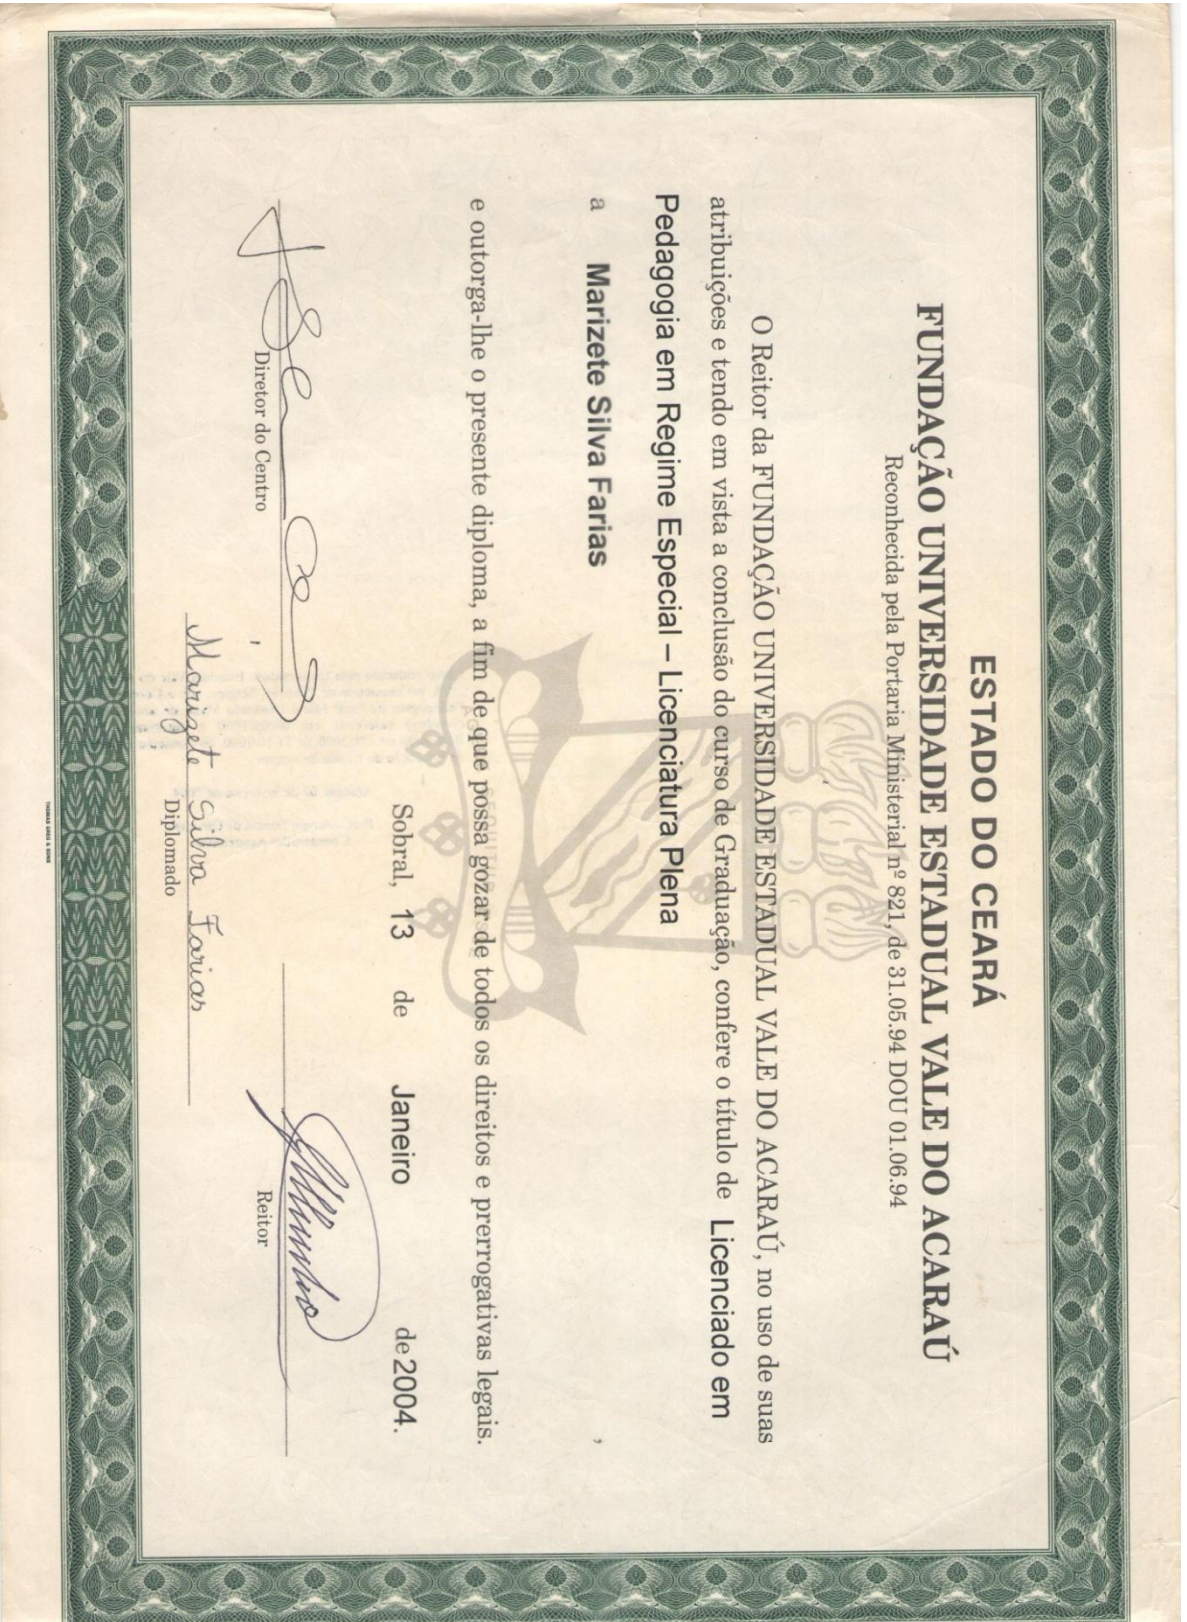 ESTADO DO CEARÁ
FUNDAÇÃO UNIVERSIDADE ESTADUAL VALE DO ACARAÚ
Reconhecida pela Portaria Ministerial nº 821, de 31.05.94 DOU 01.06.94
O Reitor da FUNDAÇÃO UNIVERSIDADE ESTADUAL VALE DO ACARAÚ, no uso de suas
atribuições e tendo em vista a conclusão do curso de Graduação, confere o título de Licenciado em
Pedagogia em Regime Especial – Licenciatura Plena
a Marizete Silva Farias ,
e outorga-lhe o presente diploma, a fim de que possa gozar de todos os direitos e prerrogativas legais.
Sobral, 13 de Janeiro de 2004.
Diretor do Centro
Reitor
Marizete Silva Farias
Diplomado
THOMAS GREG & SONS